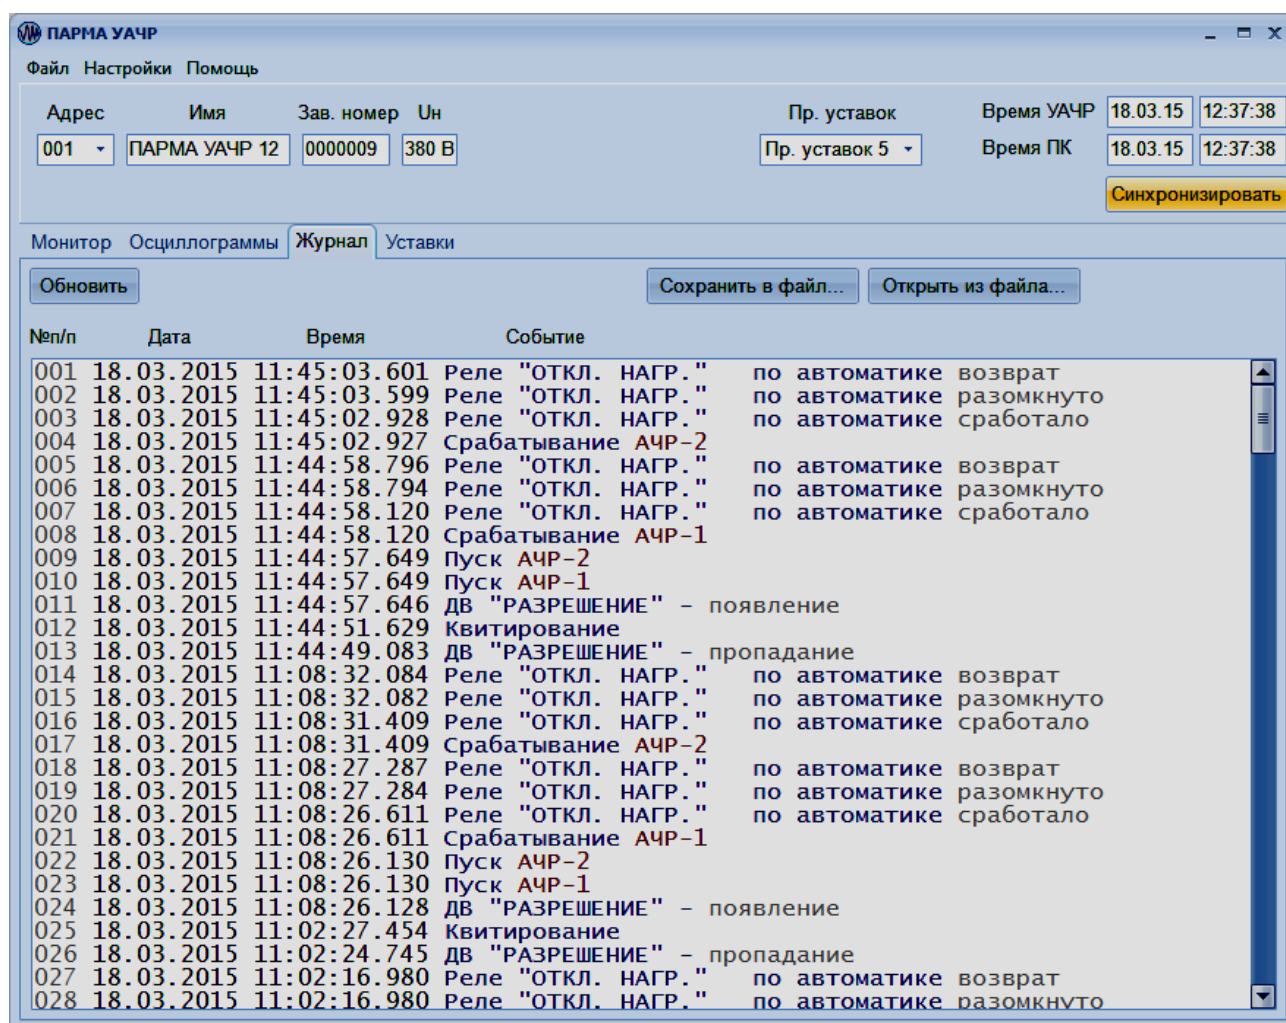 ПАРМА УАЧР
Файл Настройки Помощь
Адрес Имя Зав. номер Uн Пр. уставок Время УАЧР 18.03.15 12:37:38
001 ПАРМА УАЧР 12 0000009 380 В Пр. уставок 5 Время ПК 18.03.15 12:37:38
Синхронизировать
Монитор Осциллограммы Журнал Уставки
Обновить Сохранить в файл... Открыть из файла...
№п/п Дата Время Событие
001 18.03.2015 11:45:03.601 Реле "ОТКЛ. НАГР." по автоматике возврат
002 18.03.2015 11:45:03.599 Реле "ОТКЛ. НАГР." по автоматике разомкнуто
003 18.03.2015 11:45:02.928 Реле "ОТКЛ. НАГР." по автоматике сработало
004 18.03.2015 11:45:02.927 Срабатывание АЧР-2
005 18.03.2015 11:44:58.796 Реле "ОТКЛ. НАГР." по автоматике возврат
006 18.03.2015 11:44:58.794 Реле "ОТКЛ. НАГР." по автоматике разомкнуто
007 18.03.2015 11:44:58.120 Реле "ОТКЛ. НАГР." по автоматике сработало
008 18.03.2015 11:44:58.120 Срабатывание АЧР-1
009 18.03.2015 11:44:57.649 Пуск АЧР-2
010 18.03.2015 11:44:57.649 Пуск АЧР-1
011 18.03.2015 11:44:57.646 ДВ "РАЗРЕШЕНИЕ" - появление
012 18.03.2015 11:44:51.629 Квитирование
013 18.03.2015 11:44:49.083 ДВ "РАЗРЕШЕНИЕ" - пропадание
014 18.03.2015 11:08:32.084 Реле "ОТКЛ. НАГР." по автоматике возврат
015 18.03.2015 11:08:32.082 Реле "ОТКЛ. НАГР." по автоматике разомкнуто
016 18.03.2015 11:08:31.409 Реле "ОТКЛ. НАГР." по автоматике сработало
017 18.03.2015 11:08:31.409 Срабатывание АЧР-2
018 18.03.2015 11:08:27.287 Реле "ОТКЛ. НАГР." по автоматике возврат
019 18.03.2015 11:08:27.284 Реле "ОТКЛ. НАГР." по автоматике разомкнуто
020 18.03.2015 11:08:26.611 Реле "ОТКЛ. НАГР." по автоматике сработало
021 18.03.2015 11:08:26.611 Срабатывание АЧР-1
022 18.03.2015 11:08:26.130 Пуск АЧР-2
023 18.03.2015 11:08:26.130 Пуск АЧР-1
024 18.03.2015 11:08:26.128 ДВ "РАЗРЕШЕНИЕ" - появление
025 18.03.2015 11:02:27.454 Квитирование
026 18.03.2015 11:02:24.745 ДВ "РАЗРЕШЕНИЕ" - пропадание
027 18.03.2015 11:02:16.980 Реле "ОТКЛ. НАГР." по автоматике возврат
028 18.03.2015 11:02:16.980 Реле "ОТКЛ. НАГР." по автоматике разомкнуто